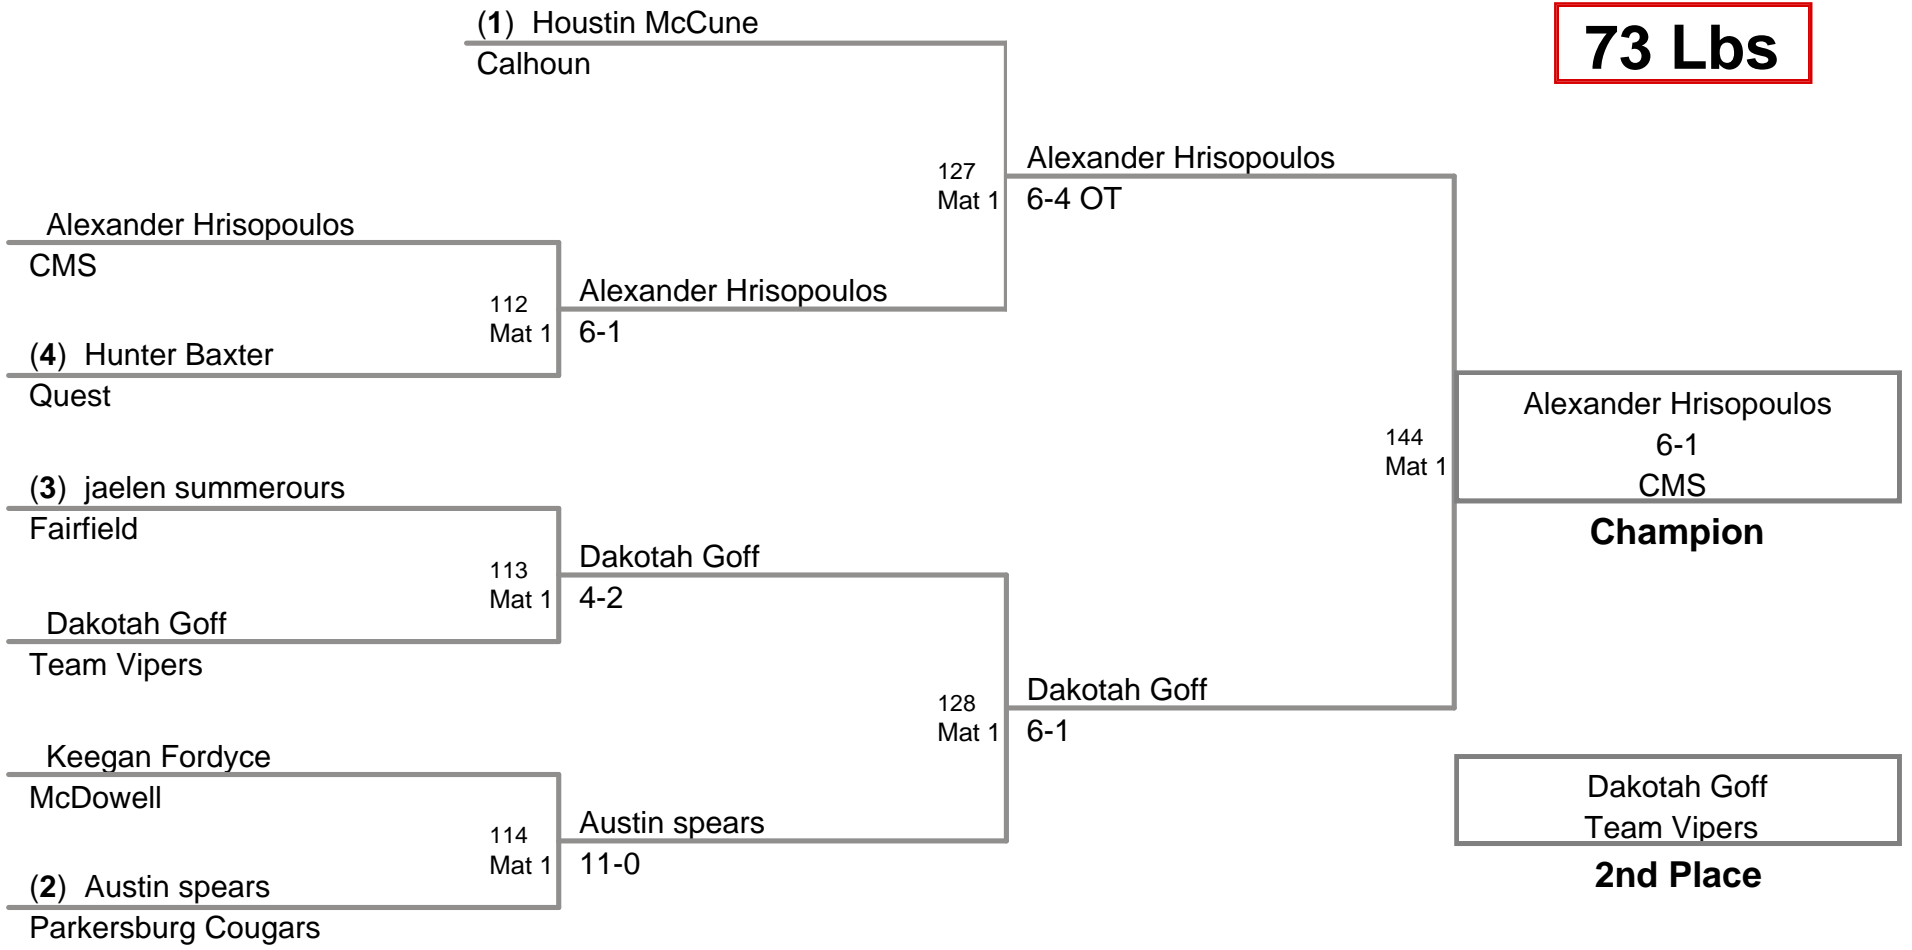 (1) Houstin McCune
Calhoun
73 Lbs
127
Mat 1
Alexander Hrisopoulos
6-4 OT
Alexander Hrisopoulos
CMS
112
Mat 1
Alexander Hrisopoulos
6-1
(4) Hunter Baxter
Quest
144
Mat 1
Alexander Hrisopoulos
6-1
CMS
Champion
(3) jaelen summerours
Fairfield
113
Mat 1
Dakotah Goff
4-2
Dakotah Goff
Team Vipers
128
Mat 1
Dakotah Goff
6-1
Keegan Fordyce
McDowell
114
Mat 1
Austin spears
11-0
(2) Austin spears
Parkersburg Cougars
Dakotah Goff
Team Vipers
2nd Place